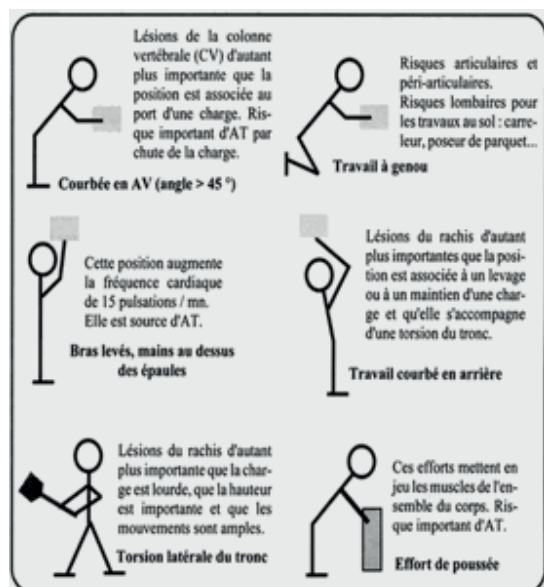 Lésions de la colonne
vertébrale (CV) d'autant
plus importante que la
position est associée au
port d'une charge. Ris-
que important d'AT par
chute de la charge.
Courbée en AV (angle > 45 °)
Risques articulaires et
péri-articulaires.
Risques lombaires pour
les travaux au sol : carre-
leur, poseur de parquet...
Travail à genou
Cette position augmente
la fréquence cardiaque
de 15 pulsations / mn.
Elle est source d'AT.
Bras levés, mains au dessus
des épaules
Lésions du rachis d'autant
plus importantes que la posi-
tion est associée à un levage
ou à un maintien d'une char-
ge et qu'elle s'accompagne
d'une torsion du tronc.
Travail courbé en arrière
Lésions du rachis d'autant
plus importante que la char-
ge est lourde, que la hauteur
est importante et que les
mouvements sont amples.
Torsion latérale du tronc
Ces efforts mettent en
jeu les muscles de l'en-
semble du corps. Ris-
que important d'AT.
Effort de poussée